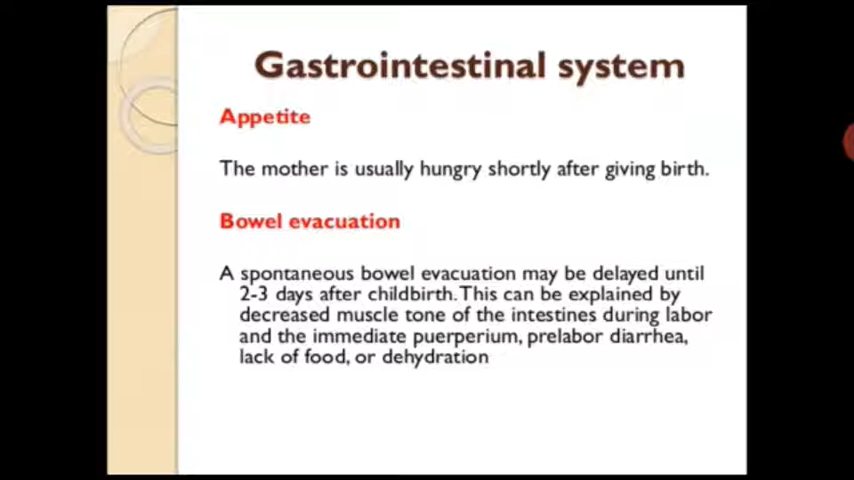 Gastrointestinal system
Appetite
The mother is usually hungry shortly after giving birth.
Bowel evacuation
A spontaneous bowel evacuation may be delayed until
2-3 days after childbirth. This can be explained by
decreased muscle tone of the intestines during labor
and the immediate puerperium, prelabor diarrhea,
lack of food, or dehydration